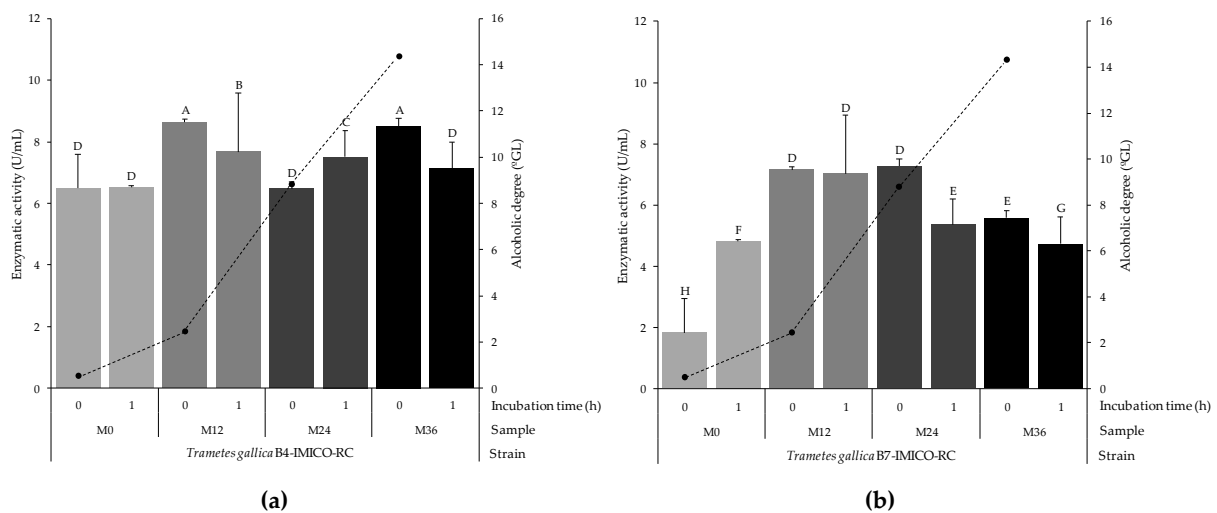 12
10
8
6
4
2
0
Enzymatic activity (U/mL)
16
14
12
10
8
6
4
2
0
Alcoholic degree (ºGL)
D D A B D C A D
0 1 0 1 0 1 0 1 Incubation time (h)
M0 M12 M24 M36 Sample
Trametes gallica B4-IMICO-RC Strain
(a)
12
10
8
6
4
2
0
Enzymatic activity (U/mL)
16
14
12
10
8
6
4
2
0
Alcoholic degree (ºGL)
H F D D D E E G
0 1 0 1 0 1 0 1 Incubation time (h)
M0 M12 M24 M36 Sample
Trametes gallica B7-IMICO-RC Strain
(b)